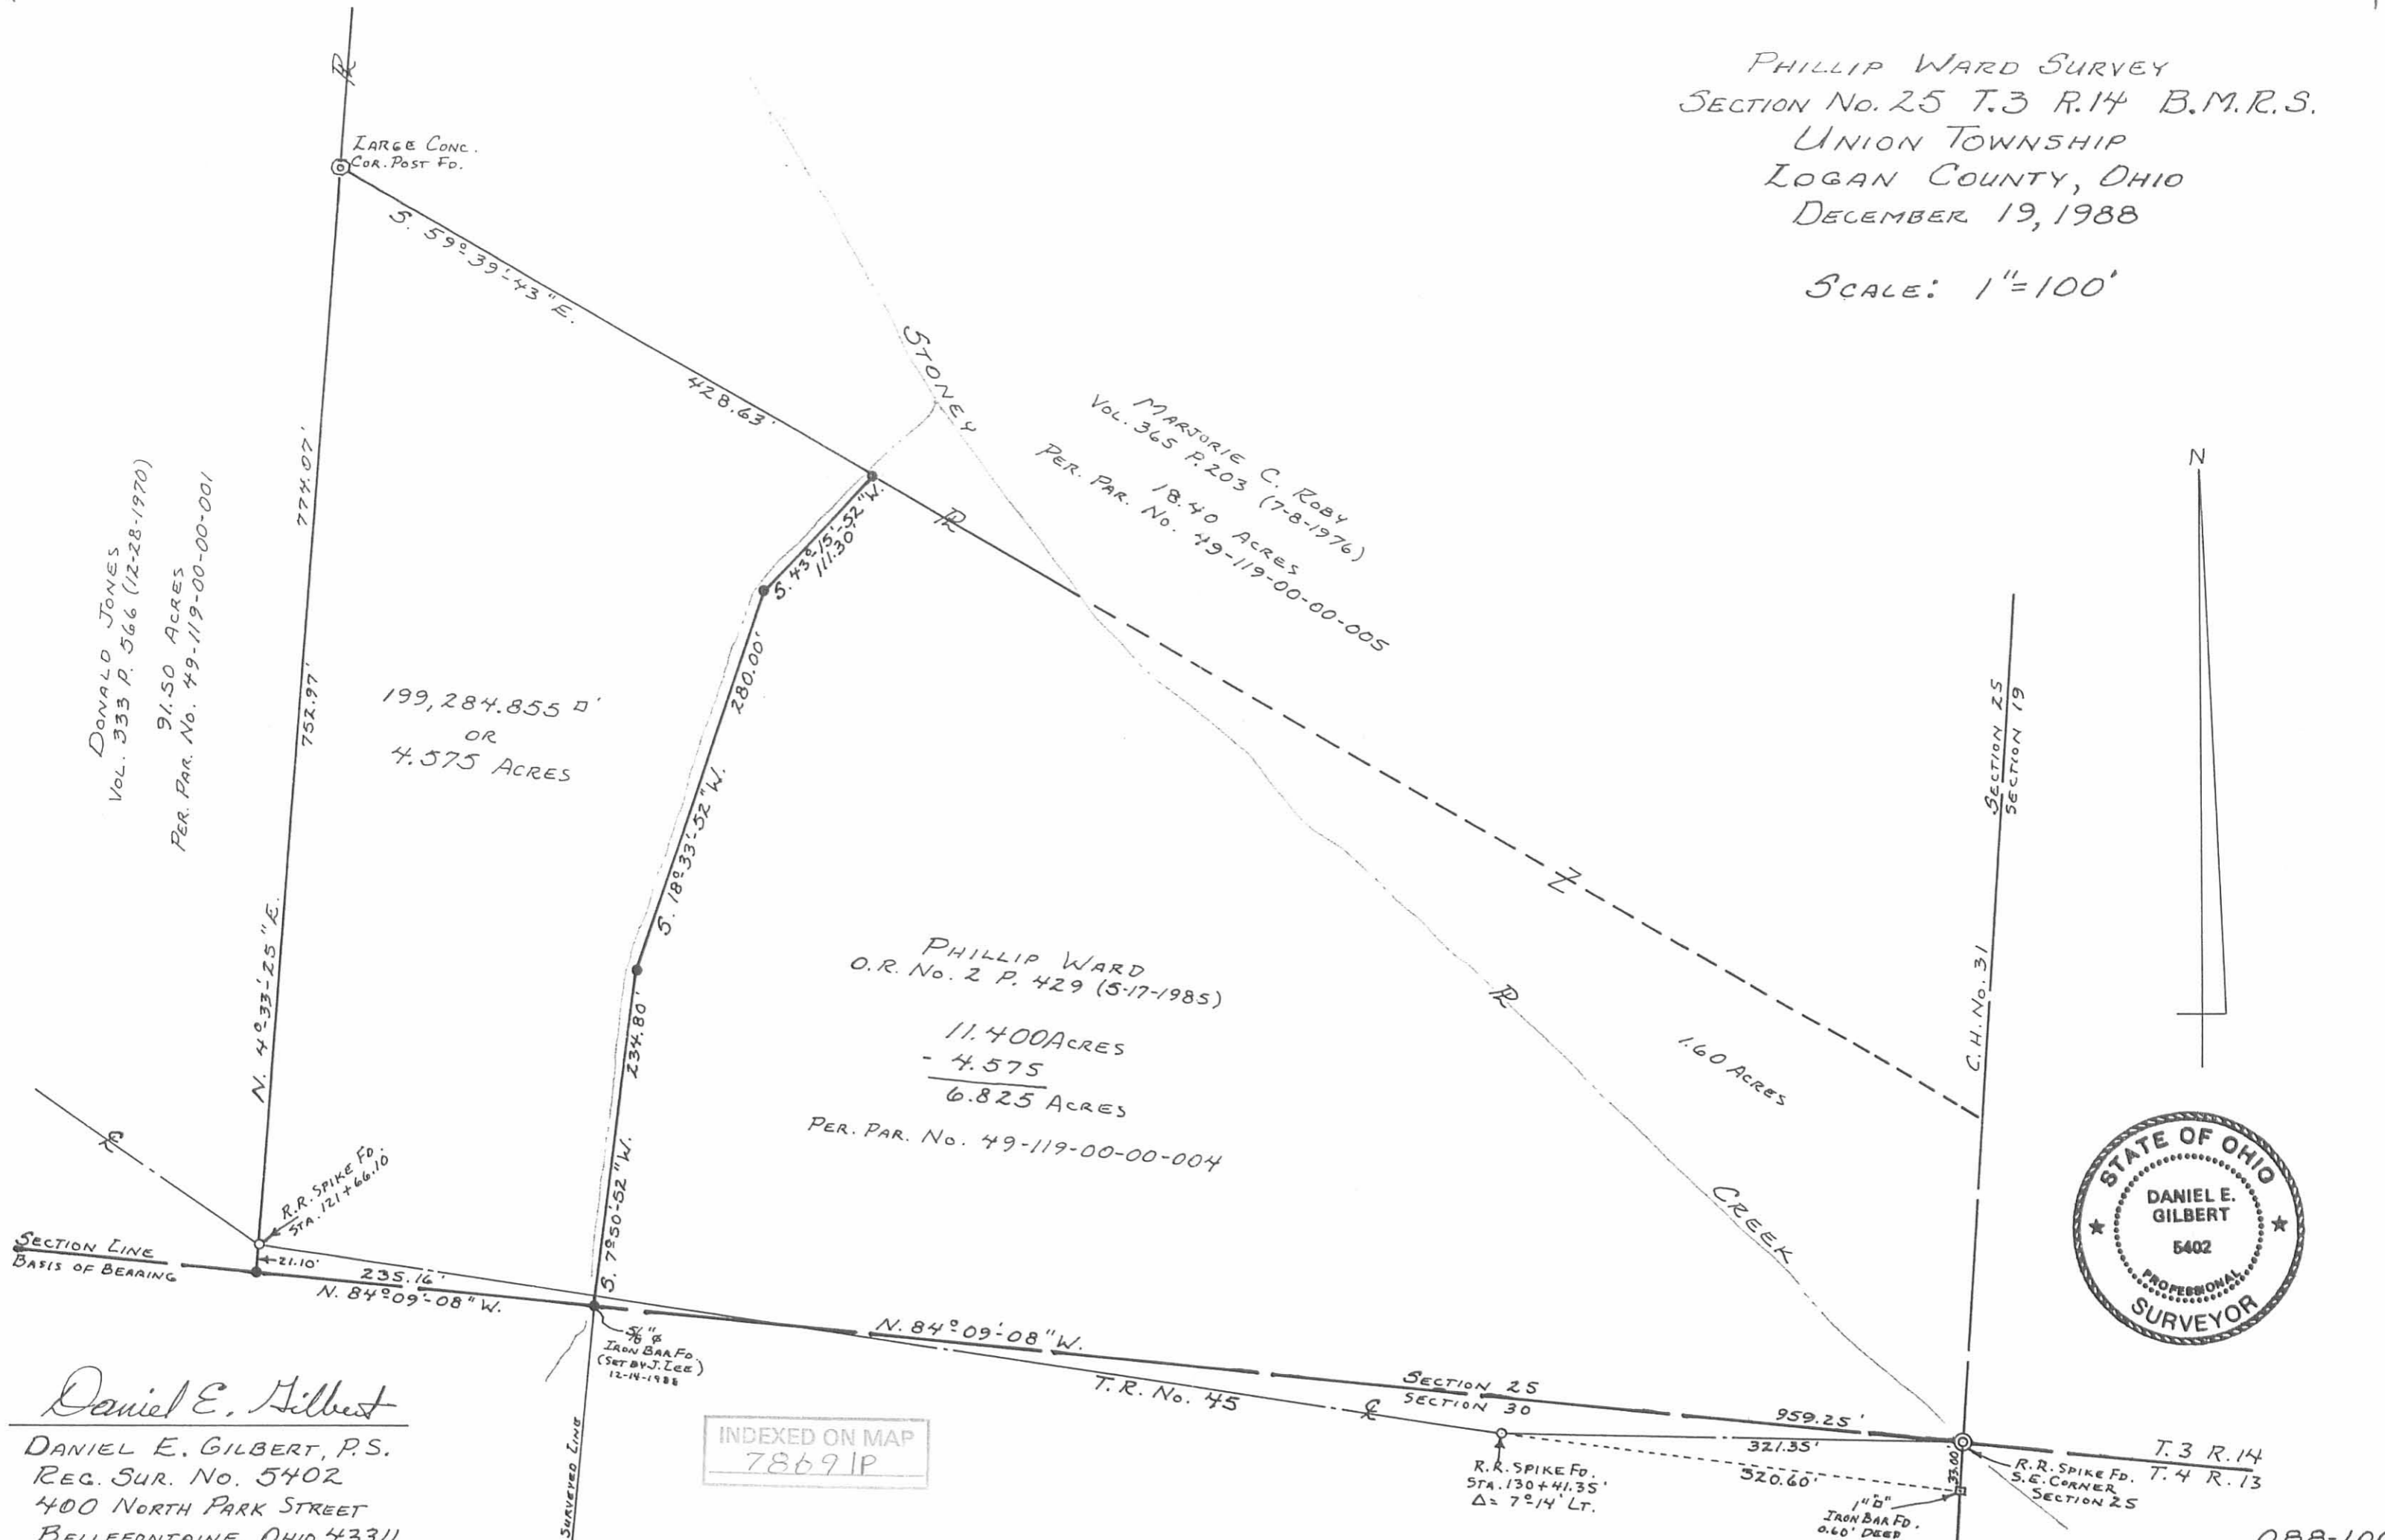 PHILLIP WARD SURVEY
SECTION No. 25 T.3 R.14 B.M.R.S.
UNION TOWNSHIP
LOGAN COUNTY, OHIO
DECEMBER 19, 1988
SCALE: 1"=100'
LARGE CONC.
COR. POST FD.
S. 59°-39'-43"E.
428.63'
STONEY
MARJORIE C. ROBY
VOL. 365 P. 203 (7-8-1976)
18.40 ACRES
PER. PAR. No. 49-119-00-00-005
N
DONALD JONES
VOL. 333 P. 566 (12-28-1970)
91.50 ACRES
PER. PAR. No. 49-119-00-00-001
774.07'
752.97'
N. 4°-33'-25"E.
199,284.855 □'
OR
4.575 ACRES
S. 43°-15'-52"W.
111.30'
280.00'
S. 18°-33'-52"W.
234.80'
S. 7°-50'-52"W.
PHILLIP WARD
O.R. No. 2 P. 429 (5-17-1985)
11.400 ACRES
- 4.575
6.825 ACRES
PER. PAR. No. 49-119-00-00-004
1.60 ACRES
CREEK
SECTION 25
SECTION 19
C.H. No. 31
STATE OF OHIO
DANIEL E.
GILBERT
5402
PROFESSIONAL
SURVEYOR
R.R. SPIKE FD.
STA. 121+66.10
SECTION LINE
BASIS OF BEARING
21.10'
235.16'
N. 84°-09'-08"W.
5/8"φ
IRON BAR FD.
(SET BY J. LEE)
12-14-1988
N. 84°-09'-08"W.
T.R. No. 45
SECTION 25
SECTION 30
959.25'
321.35'
320.60'
33.00'
R.R. SPIKE FD.
STA. 130+41.35'
Δ= 7°-14' LT.
1"□"
IRON BAR FD.
0.60' DEEP
R.R. SPIKE FD.
S.E. CORNER
SECTION 25
T.3 R.14
T.4 R.13
SURVEYED LINE
INDEXED ON MAP
78691P
Daniel E. Gilbert
DANIEL E. GILBERT, P.S.
REG. SUR. No. 5402
400 NORTH PARK STREET
BELLEFONTAINE, OHIO 43311